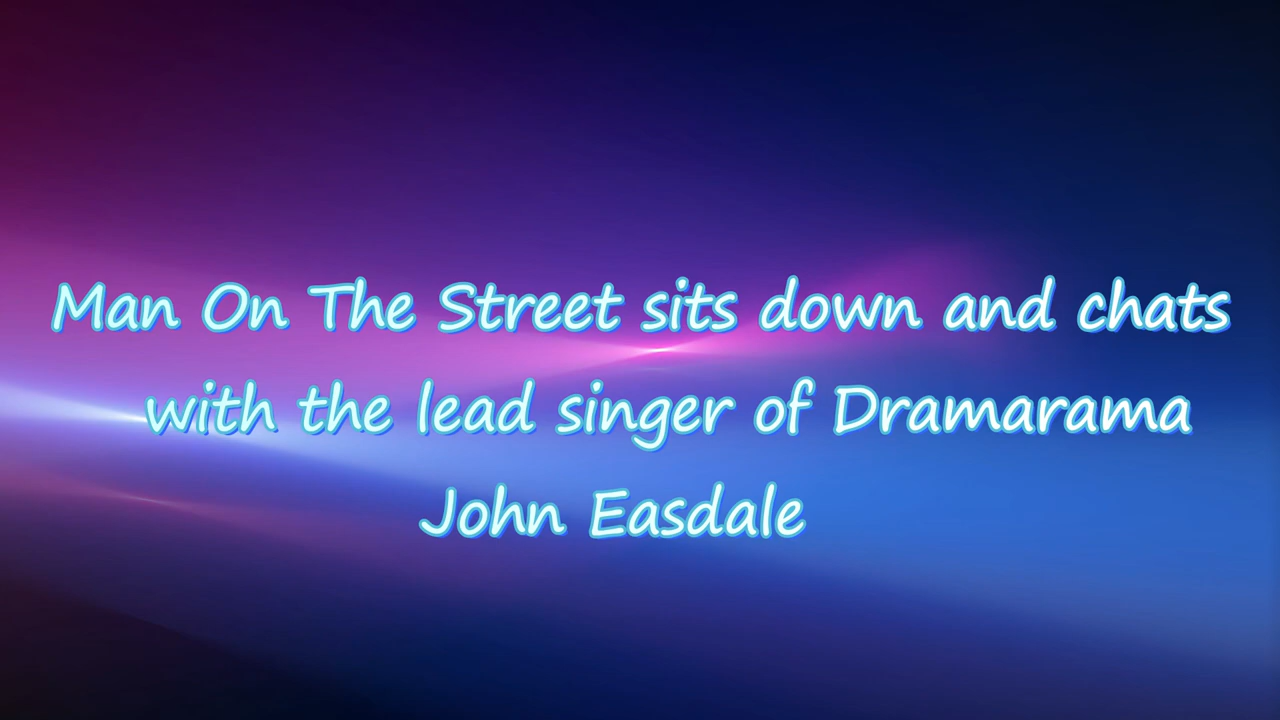 Man On The Street sits down and chats
with the lead singer of Dramarama
John Easdale